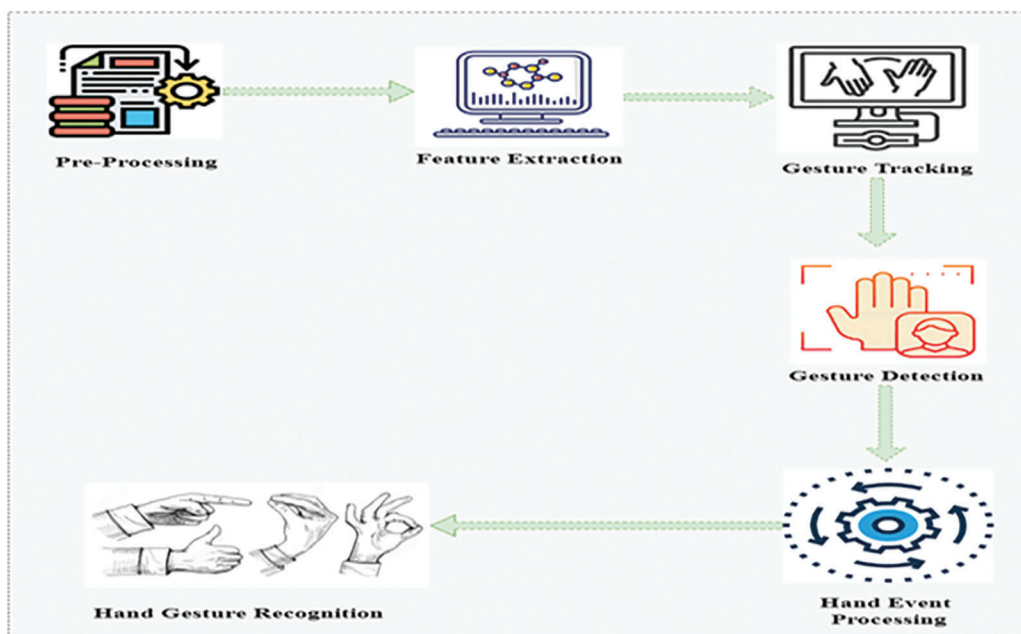 Pre-Processing
Feature Extraction
Gesture Tracking
Gesture Detection
Hand Event
Processing
Hand Gesture Recognition